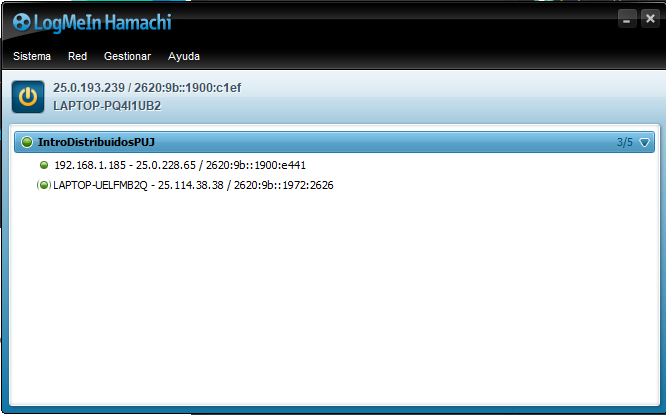 LogMeIn Hamachi
Sistema Red Gestionar Ayuda
25.0.193.239 / 2620:9b::1900:c1ef
LAPTOP-PQ4I1UB2
IntroDistribuidosPUJ 3/5
192.168.1.185 - 25.0.228.65 / 2620:9b::1900:e441
LAPTOP-UELFMB2Q - 25.114.38.38 / 2620:9b::1972:2626